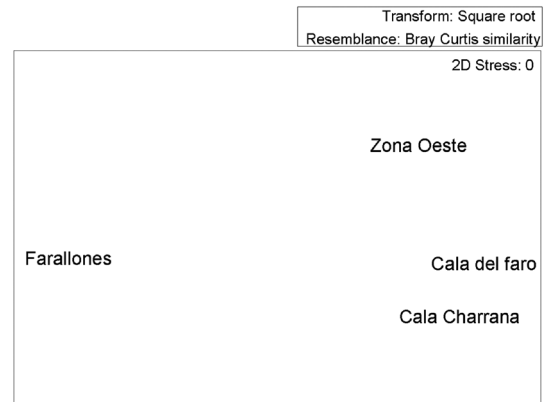 Transform: Square root
Resemblance: Bray Curtis similarity
2D Stress: 0
Zona Oeste
Farallones
Cala del faro
Cala Charrana